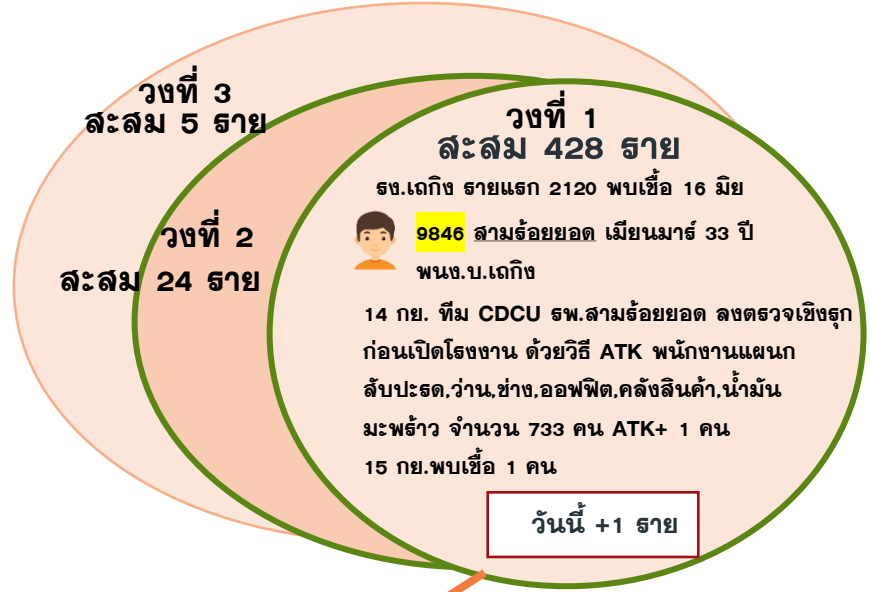 วงที่ 3
สะสม 5 ราย
วงที่ 2
สะสม 24 ราย
วงที่ 1
สะสม 428 ราย
รง.เถกิง รายแรก 2120 พบเชื้อ 16 มิย
9846 สามร้อยยอด เมียนมาร์ 33 ปี
พนง.บ.เถกิง
14 กย. ทีม CDCU รพ.สามร้อยยอด ลงตรวจเชิงรุก
ก่อนเปิดโรงงาน ด้วยวิธี ATK พนักงานแผนก
สับปะรด,ว่าน,ช่าง,ออฟฟิต,คลังสินค้า,น้ำมัน
มะพร้าว จำนวน 733 คน ATK+ 1 คน
15 กย.พบเชื้อ 1 คน
วันนี้ +1 ราย